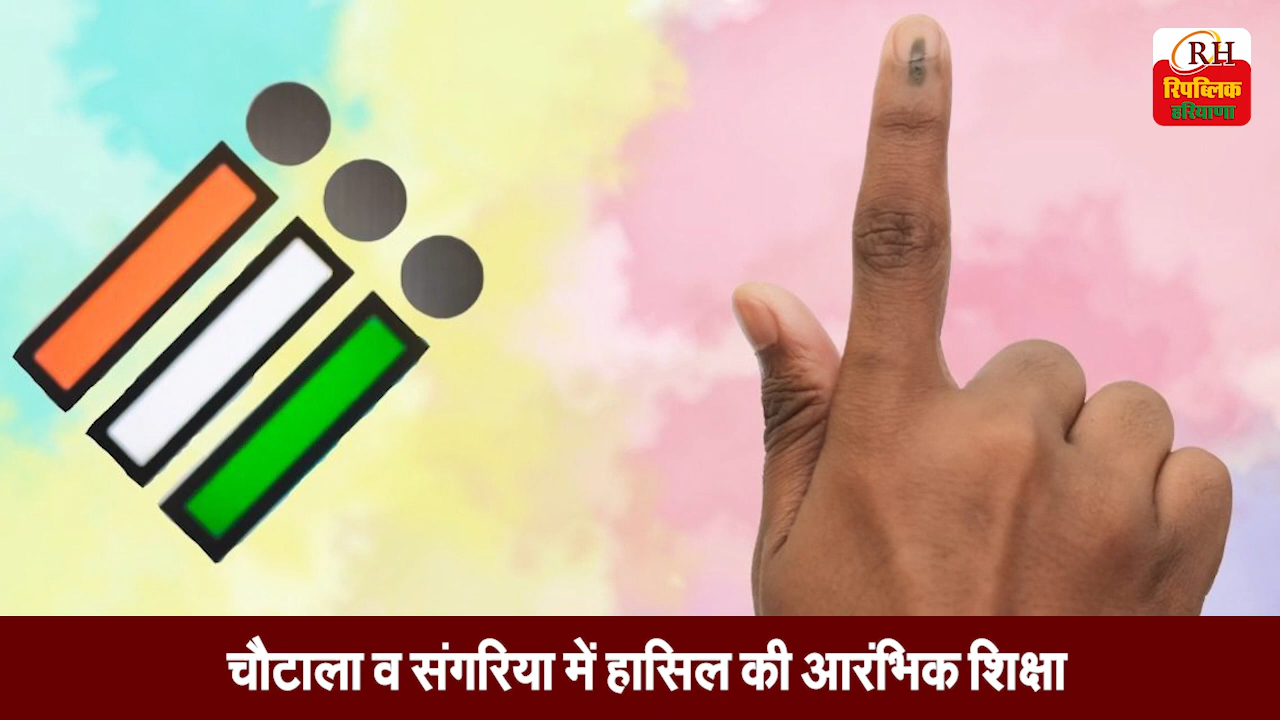 RH
रिपब्लिक
हरियाणा
चौटाला व संगरिया में हासिल की आरंभिक शिक्षा